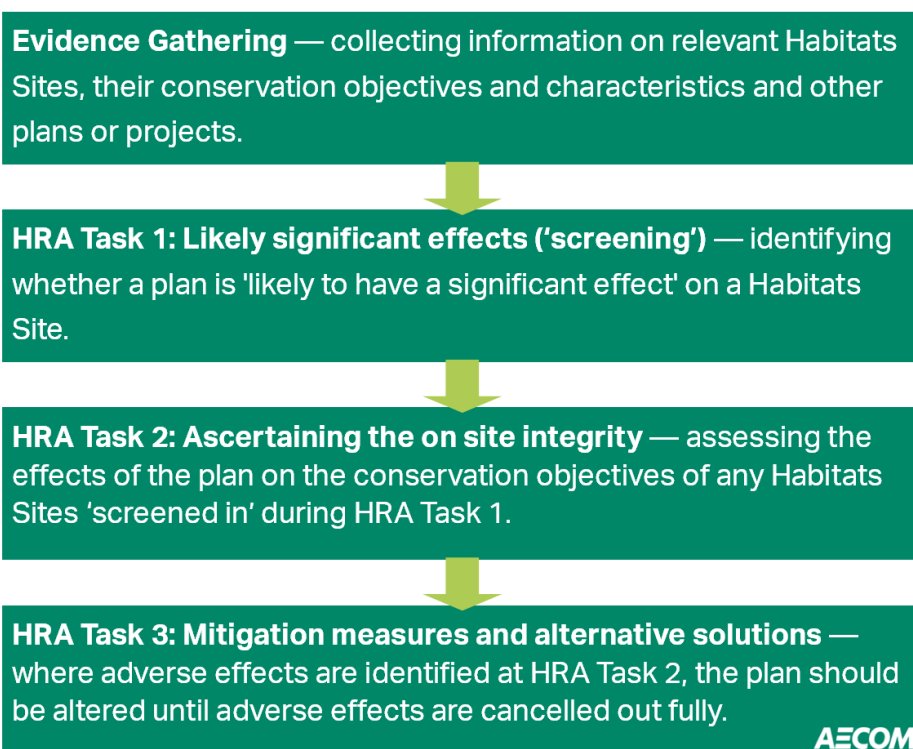 Evidence Gathering — collecting information on relevant Habitats
Sites, their conservation objectives and characteristics and other
plans or projects.
HRA Task 1: Likely significant effects (‘screening’) — identifying
whether a plan is 'likely to have a significant effect' on a Habitats
Site.
HRA Task 2: Ascertaining the on site integrity — assessing the
effects of the plan on the conservation objectives of any Habitats
Sites ‘screened in’ during HRA Task 1.
HRA Task 3: Mitigation measures and alternative solutions —
where adverse effects are identified at HRA Task 2, the plan should
be altered until adverse effects are cancelled out fully.
AECOM